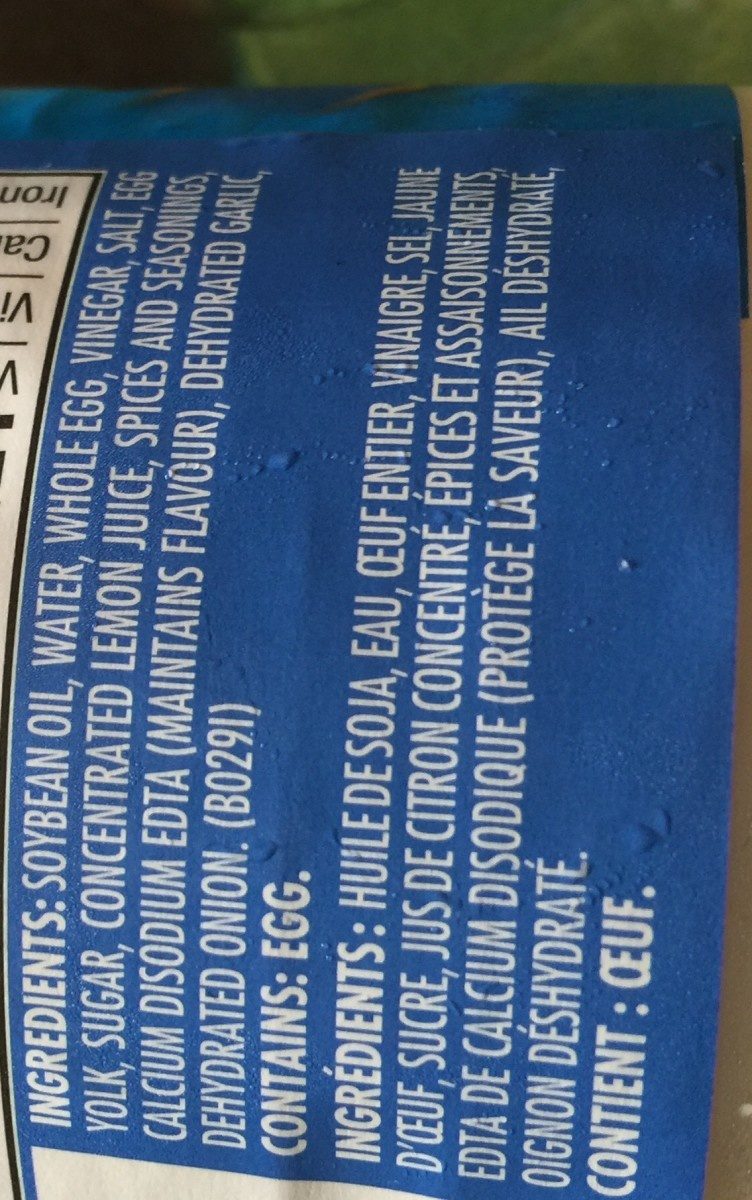 Iron
INGREDIENTS: SOYBEAN OIL, WATER, WHOLE EGG, VINEGAR, SALT, EGG
YOLK, SUGAR, CONCENTRATED LEMON JUICE, SPICES AND SEASONINGS,
CALCIUM DISODIUM EDTA (MAINTAINS FLAVOUR), DEHYDRATED GARLIC,
DEHYDRATED ONION. (B029I)
CONTAINS: EGG.
INGRÉDIENTS : HUILE DE SOJA, EAU, ŒUF ENTIER, VINAIGRE, SEL, JAUNE
D'ŒUF, SUCRE, JUS DE CITRON CONCENTRÉ, ÉPICES ET ASSAISONNEMENTS,
EDTA DE CALCIUM DISODIQUE (PROTÈGE LA SAVEUR), AIL DÉSHYDRATÉ,
OIGNON DÉSHYDRATÉ.
CONTIENT : ŒUF.